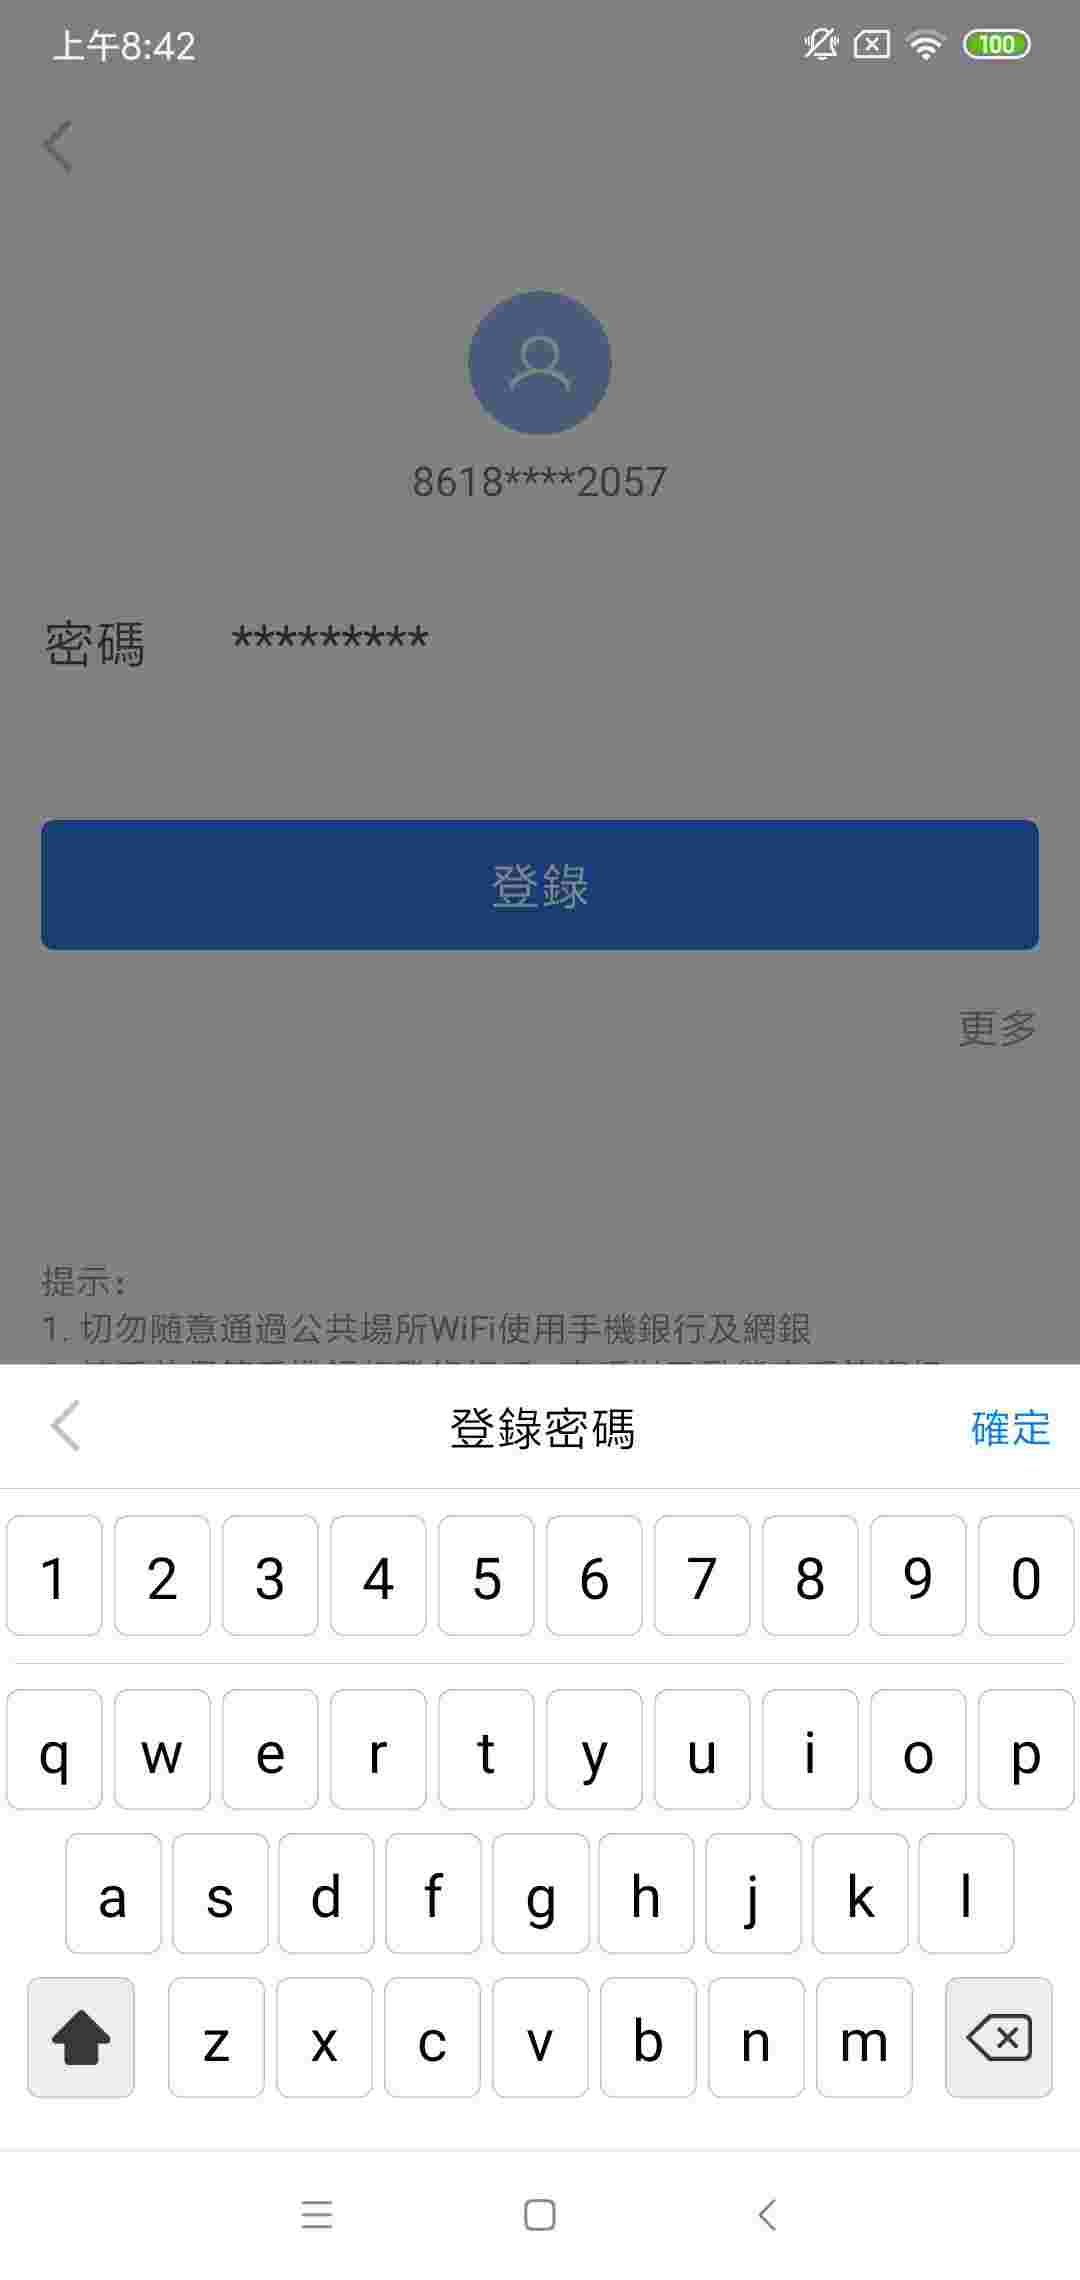 上午8:42
100
8618****2057
密碼 *********
登錄
更多
提示：
1. 切勿隨意通過公共場所WiFi使用手機銀行及網銀
登錄密碼 確定
1 2 3 4 5 6 7 8 9 0
q w e r t y u i o p
a s d f g h j k l
z x c v b n m